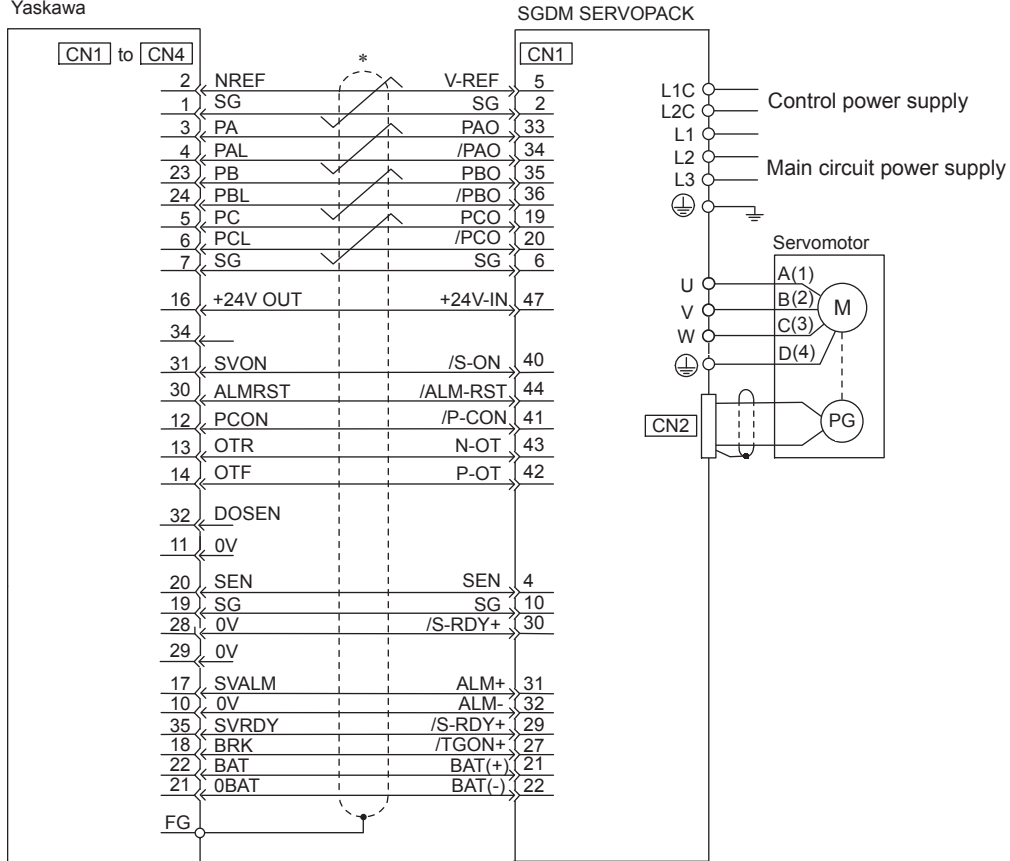 Yaskawa
SGDM SERVOPACK
CN1 to CN4
*
CN1
2 NREF V-REF 5
1 SG SG 2
3 PA PAO 33
4 PAL /PAO 34
23 PB PBO 35
24 PBL /PBO 36
5 PC PCO 19
6 PCL /PCO 20
7 SG SG 6
16 +24V OUT +24V-IN 47
34
31 SVON /S-ON 40
30 ALMRST /ALM-RST 44
12 PCON /P-CON 41
13 OTR N-OT 43
14 OTF P-OT 42
32 DOSEN
11 0V
20 SEN SEN 4
19 SG SG 10
28 0V /S-RDY+ 30
29 0V
17 SVALM ALM+ 31
10 0V ALM- 32
35 SVRDY /S-RDY+ 29
18 BRK /TGON+ 27
22 BAT BAT(+) 21
21 0BAT BAT(-) 22
FG
L1C
L2C
Control power supply
L1
L2
L3
Main circuit power supply
Servomotor
U A(1)
V B(2)
W C(3)
D(4)
M
CN2
PG